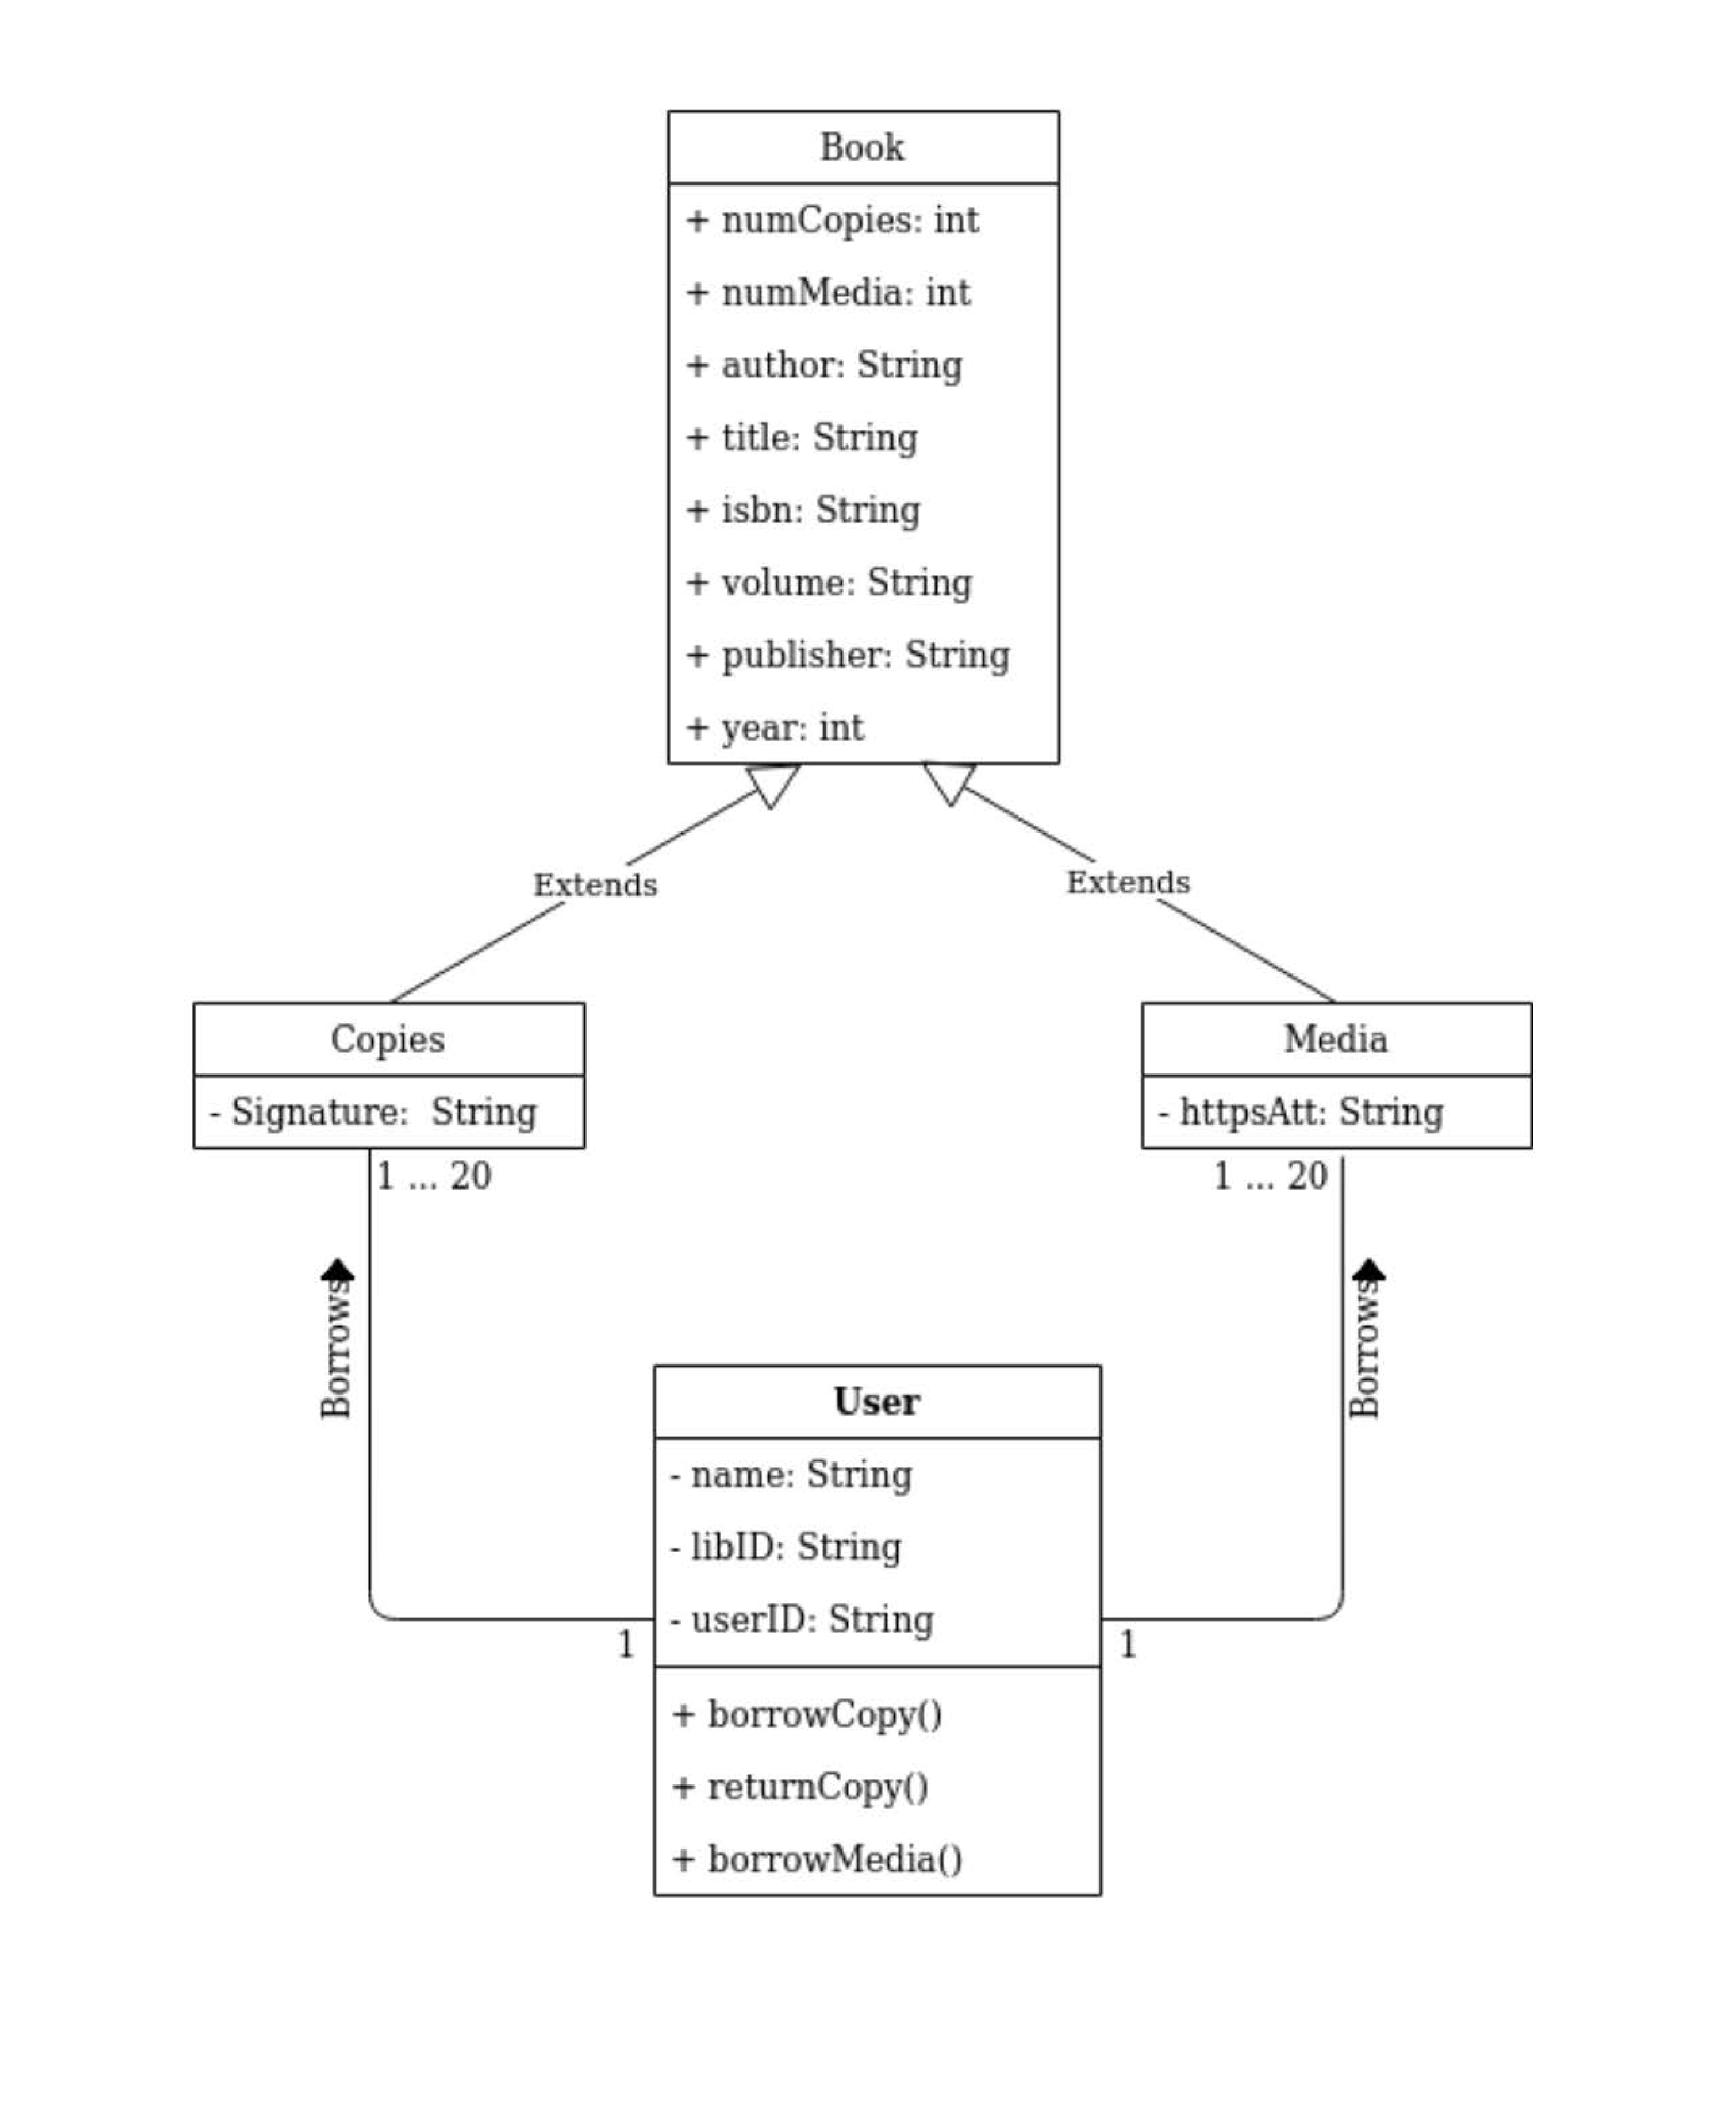 Book
+ numCopies: int
+ numMedia: int
+ author: String
+ title: String
+ isbn: String
+ volume: String
+ publisher: String
+ year: int
Extends
Extends
Copies
- Signature:  String
Media
- httpsAtt: String
1 ... 20
1 ... 20
Borrows
Borrows
User
- name: String
- libID: String
- userID: String
1
1
+ borrowCopy()
+ returnCopy()
+ borrowMedia()